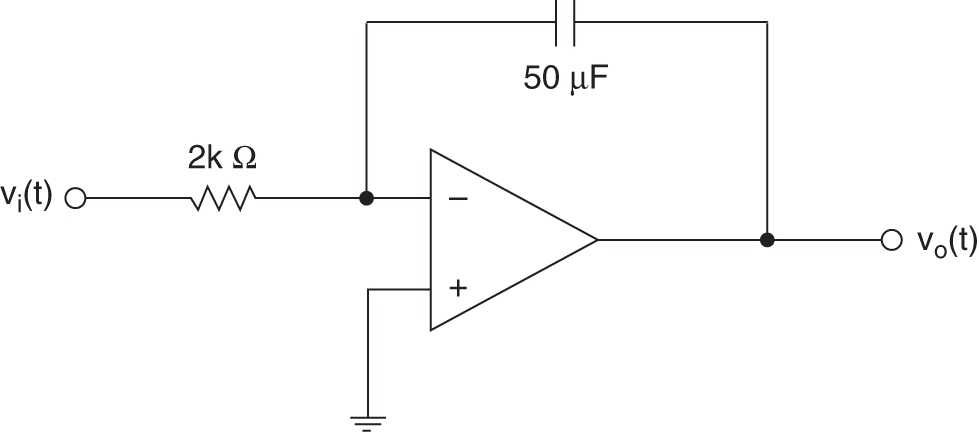 50 µF
2k Ω
vi(t)
−
+
vo(t)